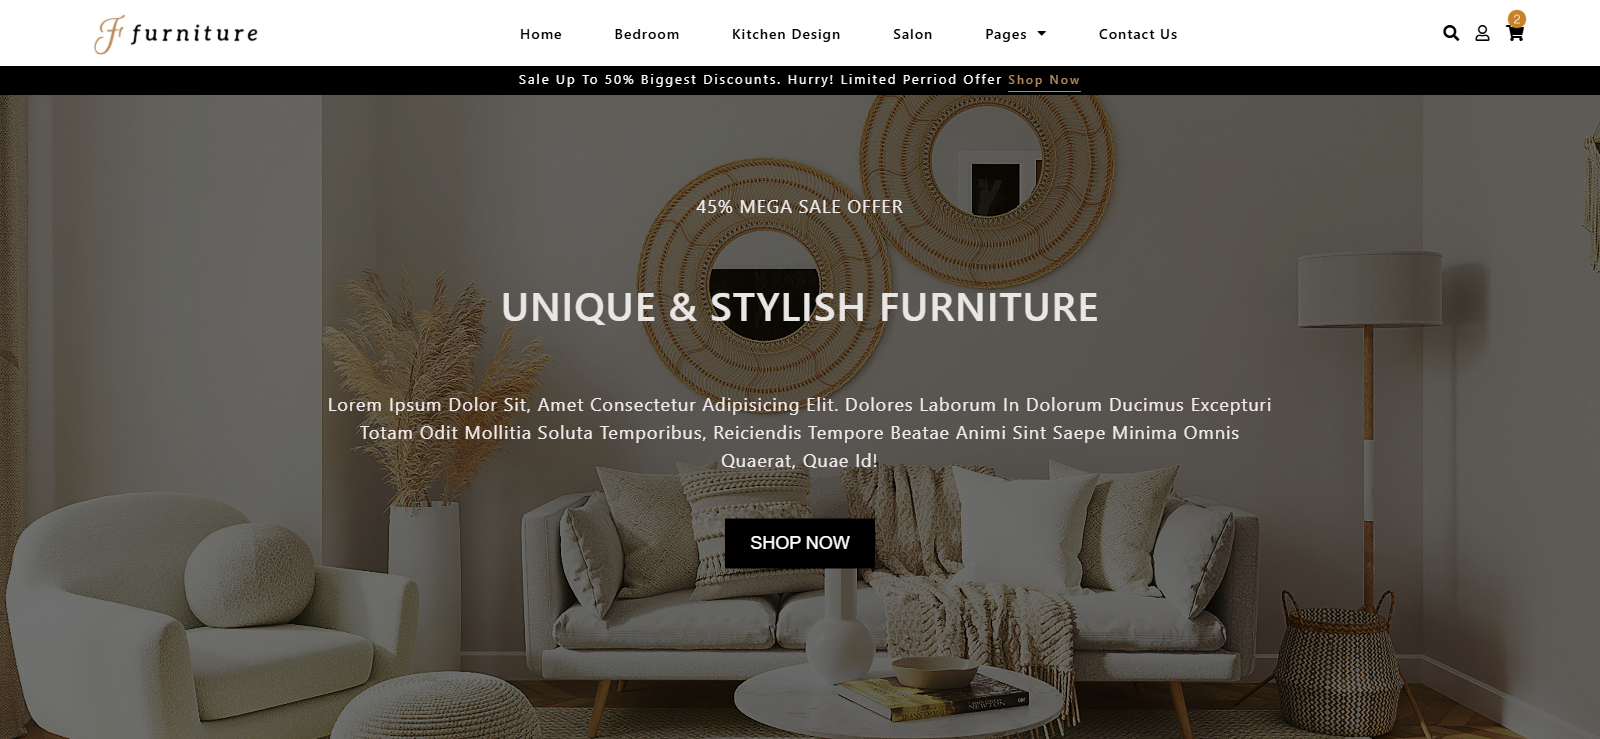 furniture
Home Bedroom Kitchen Design Salon Pages Contact Us
2
Sale Up To 50% Biggest Discounts. Hurry! Limited Perriod Offer Shop Now
45% MEGA SALE OFFER
UNIQUE & STYLISH FURNITURE
Lorem Ipsum Dolor Sit, Amet Consectetur Adipisicing Elit. Dolores Laborum In Dolorum Ducimus Excepturi
Totam Odit Mollitia Soluta Temporibus, Reiciendis Tempore Beatae Animi Sint Saepe Minima Omnis
Quaerat, Quae Id!
SHOP NOW
NEWTON